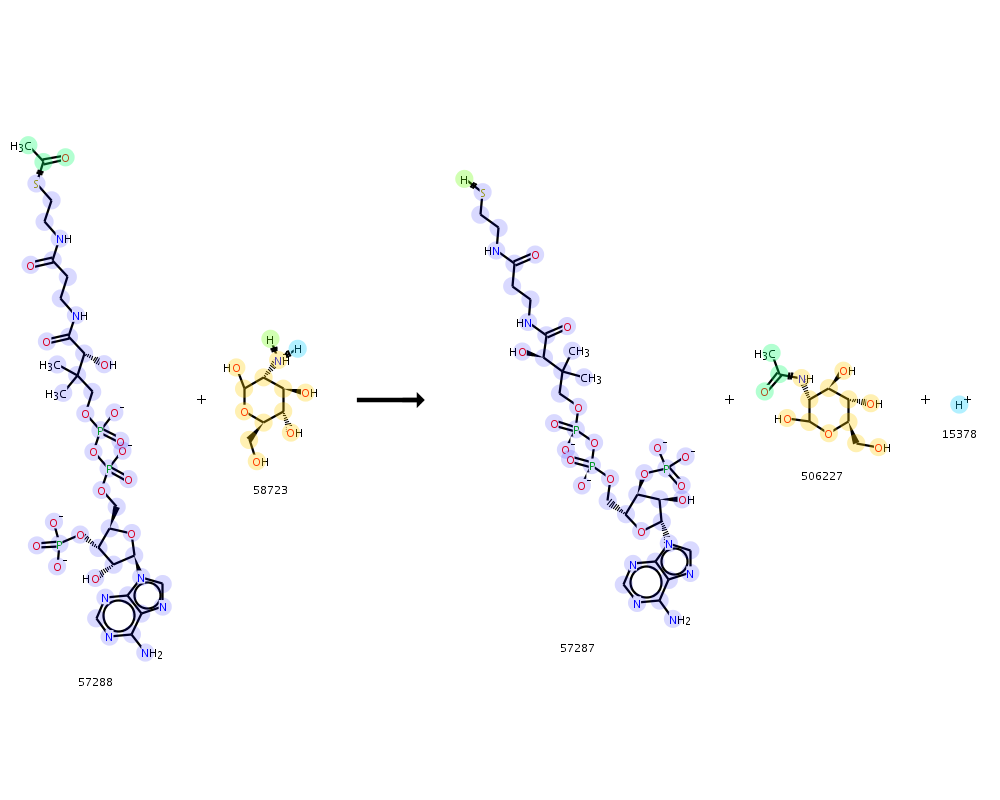 H3C
O
S
NH
O
NH
O
OH
H3C
H3C
O
O-
P
O
O
O-
P
O
O
O-
O
P
O
O-
O
HO
N
N
N
N
N
NH2
57288
+
H
H
NH
HO
OH
O
OH
OH
58723
H
S
HN
O
HN
O
HO
CH3
CH3
O
O
P
O-
O
O
P
O-
O
O-
O-
P
O
O
OH
O
N
N
N
N
N
NH2
57287
+
H3C
O
NH
OH
HO
OH
O
OH
506227
+
H+
15378